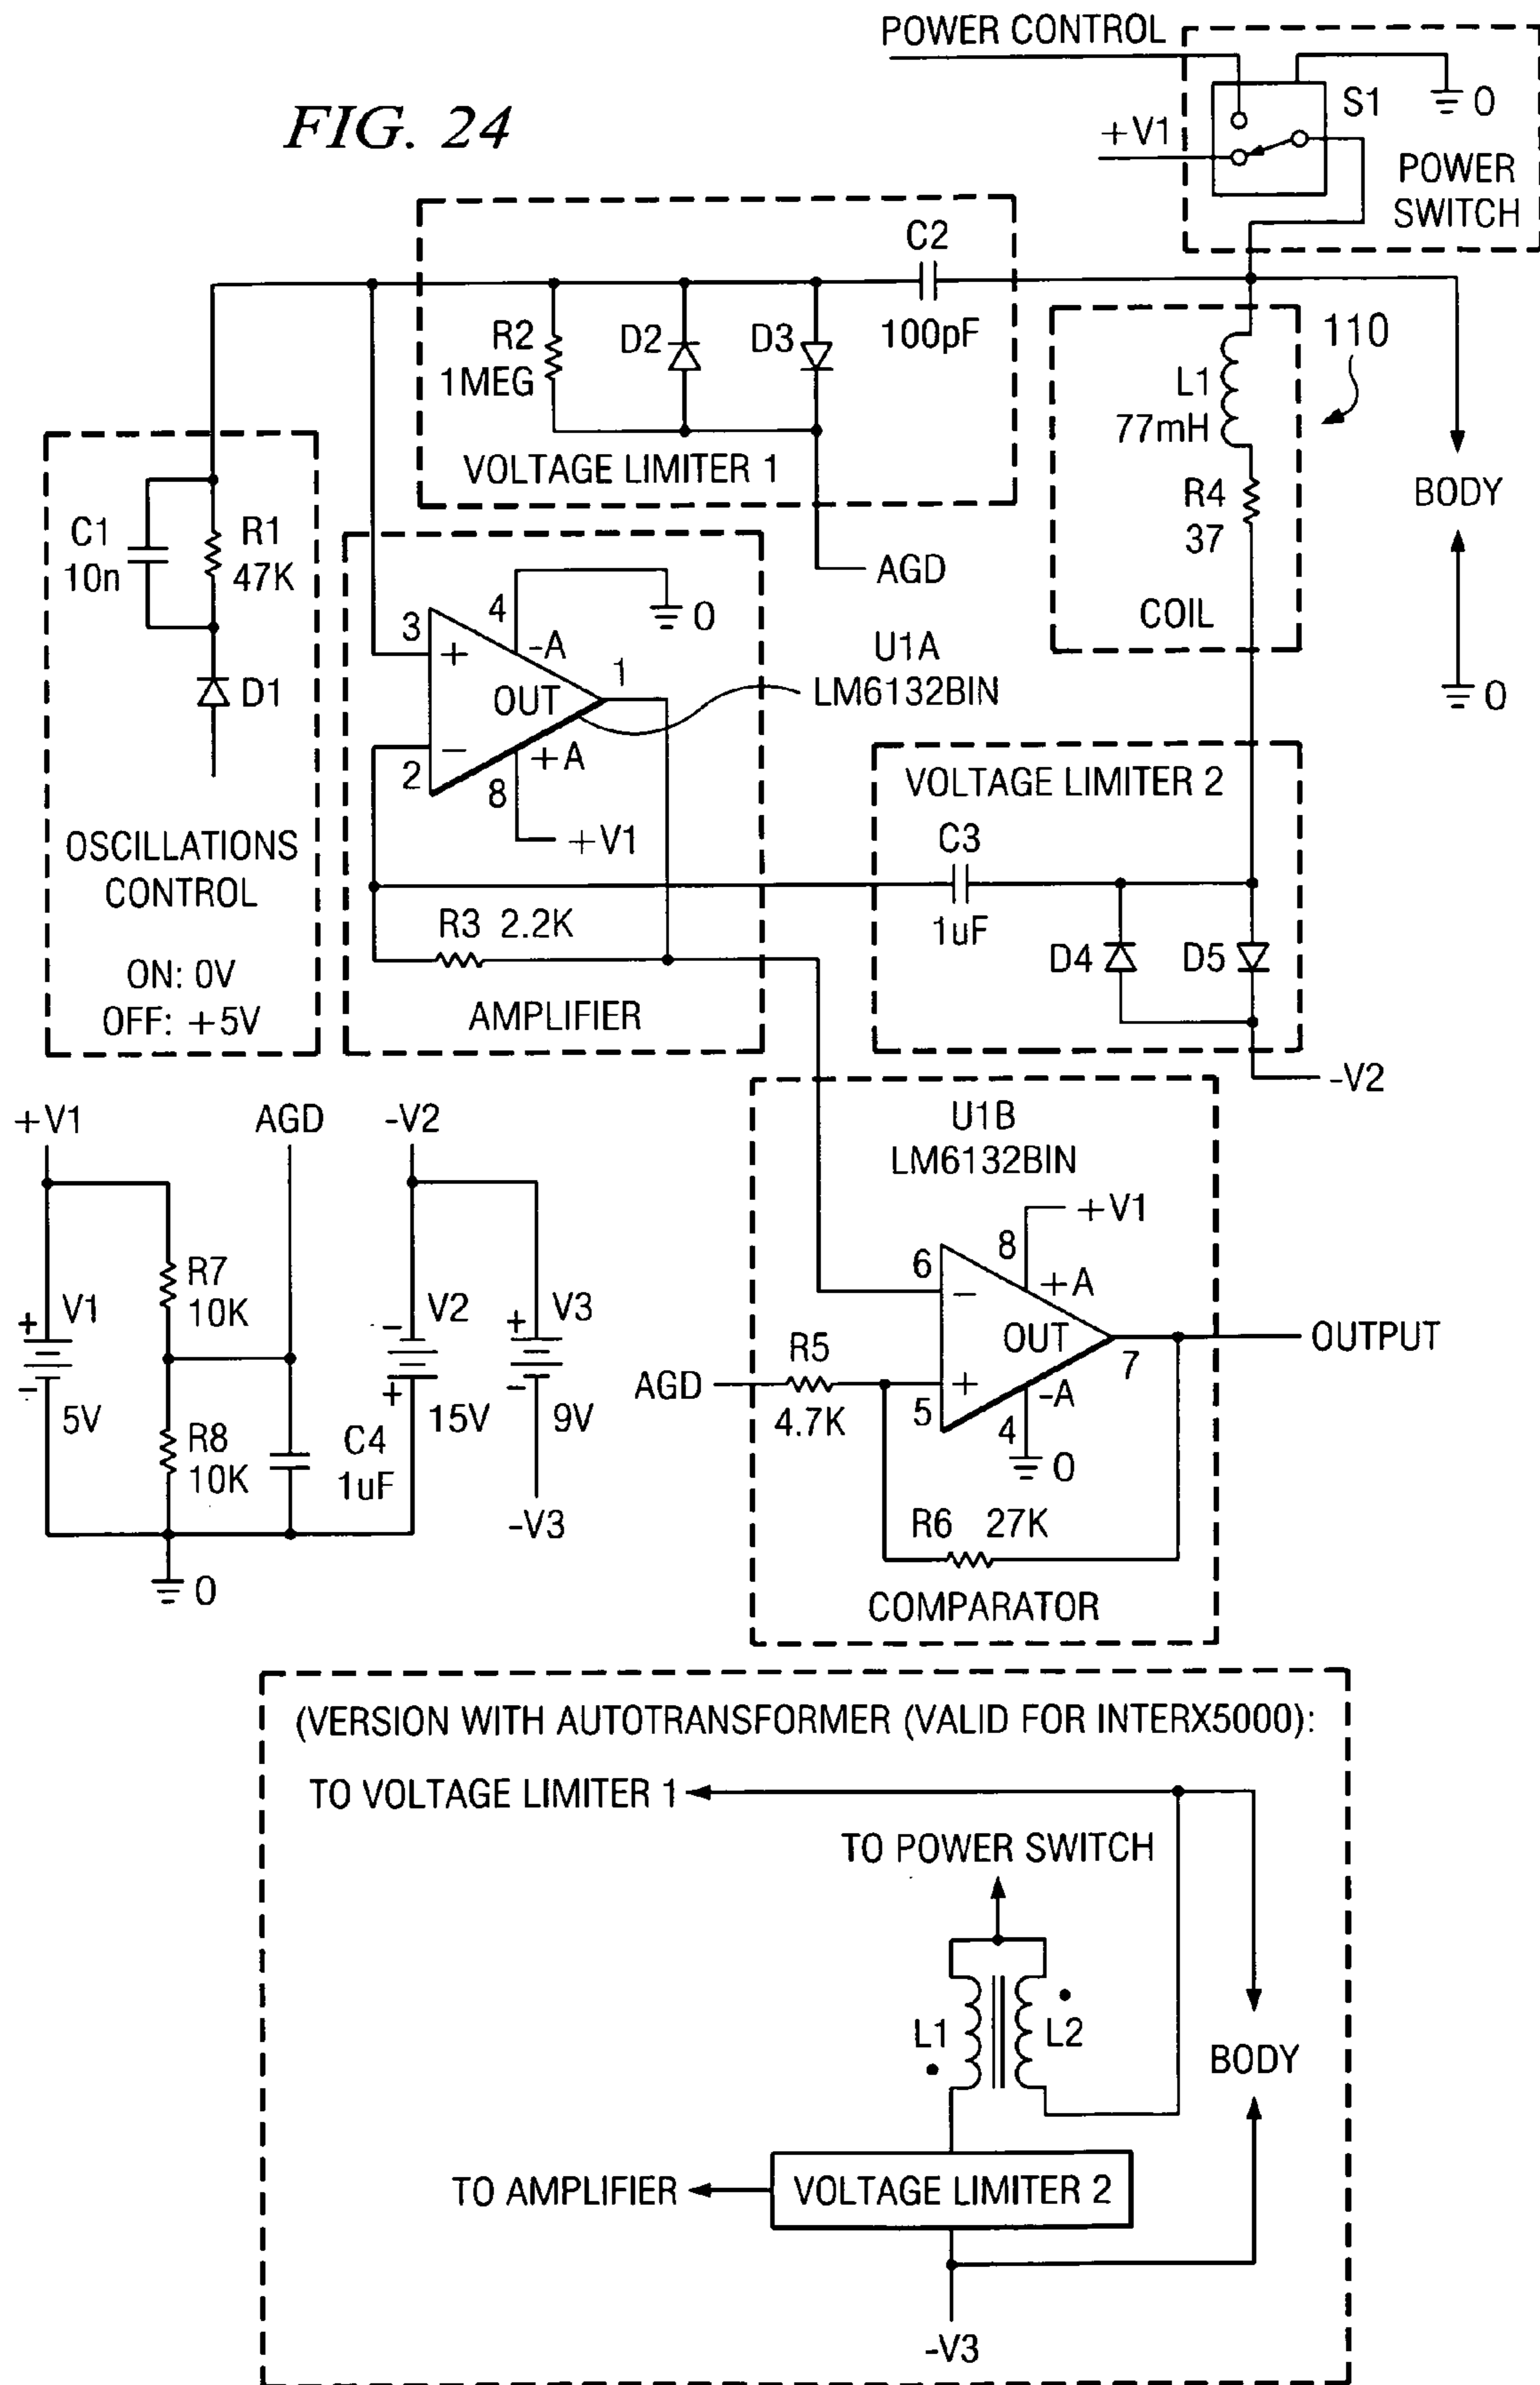 FIG. 24
POWER CONTROL
+V1
S1
0
POWER
SWITCH
C2
100pF
R2
1MEG
D2
D3
VOLTAGE LIMITER 1
AGD
L1
77mH
R4
37
COIL
110
BODY
0
C1
10n
R1
47K
D1
OSCILLATIONS
CONTROL
ON: 0V
OFF: +5V
3
+
4
-A
0
OUT
1
2
−
+A
8
+V1
U1A
LM6132BIN
R3 2.2K
AMPLIFIER
VOLTAGE LIMITER 2
C3
1uF
D4
D5
-V2
+V1
AGD
-V2
+
V1
-
5V
R7
10K
R8
10K
C4
1uF
-
V2
+
15V
+
V3
-
9V
-V3
0
U1B
LM6132BIN
+V1
8
+A
6
−
OUT
7
OUTPUT
AGD
R5
4.7K
5
+
-A
4
0
R6 27K
COMPARATOR
(VERSION WITH AUTOTRANSFORMER (VALID FOR INTERX5000):
TO VOLTAGE LIMITER 1
TO POWER SWITCH
L1
L2
BODY
TO AMPLIFIER
VOLTAGE LIMITER 2
-V3